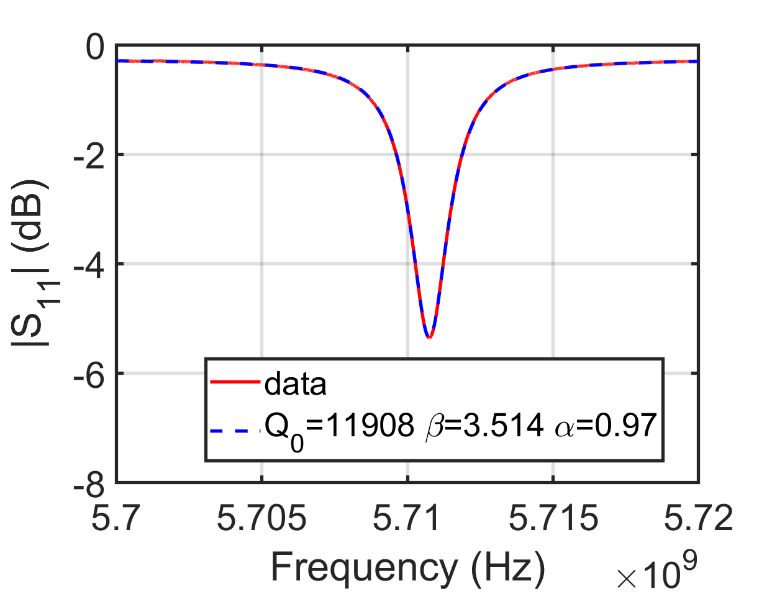 0
-2
-4
-6
-8
|S11| (dB)
data
Q0=11908 β=3.514 α=0.97
5.7 5.705 5.71 5.715 5.72
Frequency (Hz) ×10^9